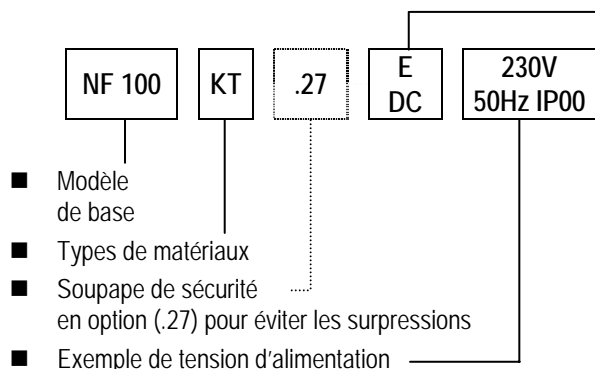 NF 100
KT
.27
E
DC
230V
50Hz IP00
■ Modèle
de base
■ Types de matériaux
■ Soupape de sécurité
en option (.27) pour éviter les surpressions
■ Exemple de tension d'alimentation